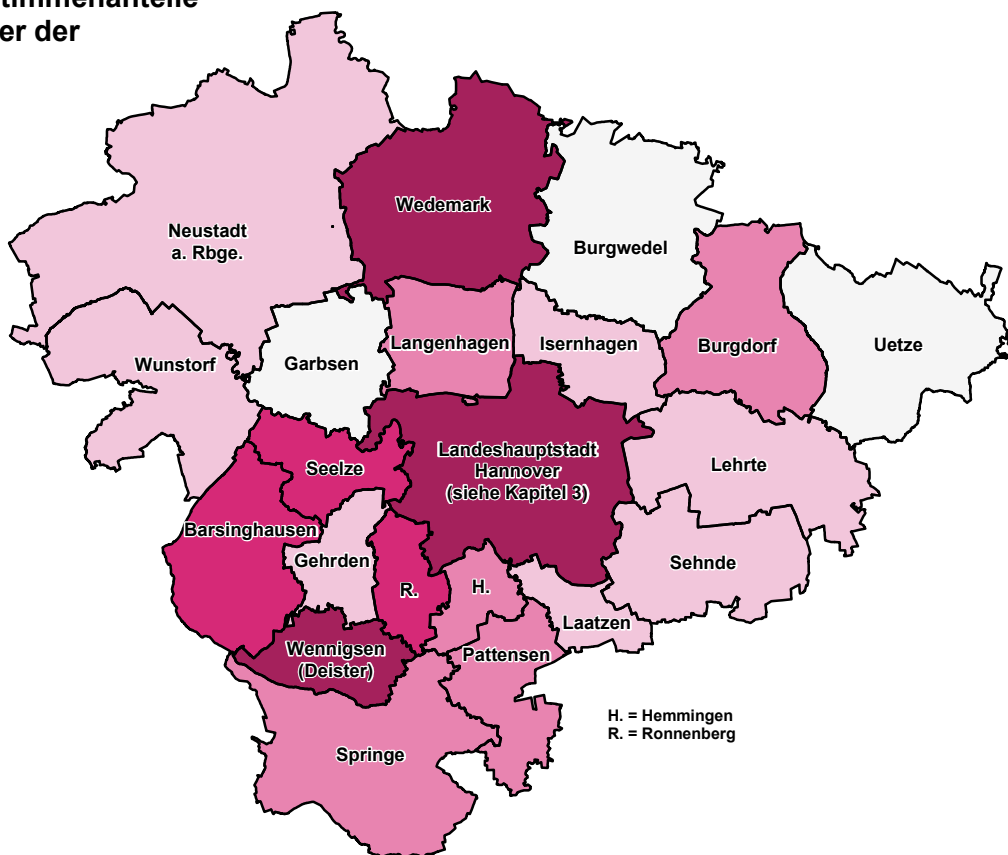 er der
Wedemark
Neustadt
a. Rbge.
Burgwedel
Langenhagen
Isernhagen
Burgdorf
Uetze
Wunstorf
Garbsen
Landeshauptstadt
Hannover
(siehe Kapitel 3)
Seelze
Lehrte
Barsinghausen
Gehrden
Sehnde
R.
H.
Laatzen
Wennigsen
(Deister)
Pattensen
H. = Hemmingen
R. = Ronnenberg
Springe